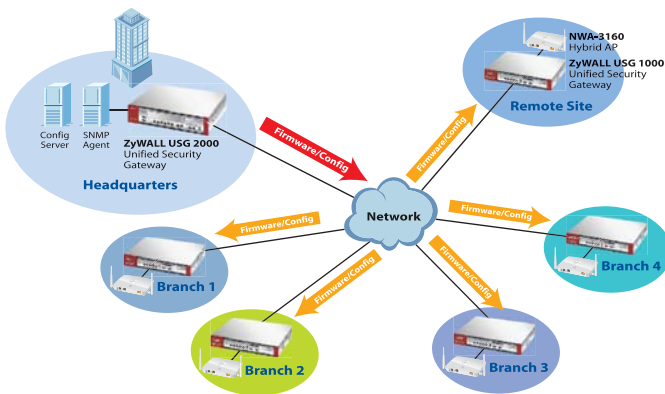 NWA-3160
Hybrid AP
ZyWALL USG 1000
Unified Security
Gateway
Remote Site
Config
Server
SNMP
Agent
ZyWALL USG 2000
Unified Security
Gateway
Headquarters
Firmware/Config
Firmware/Config
Network
Firmware/Config
Firmware/Config
Branch 1
Branch 4
Firmware/Config
Firmware/Config
Branch 2
Branch 3